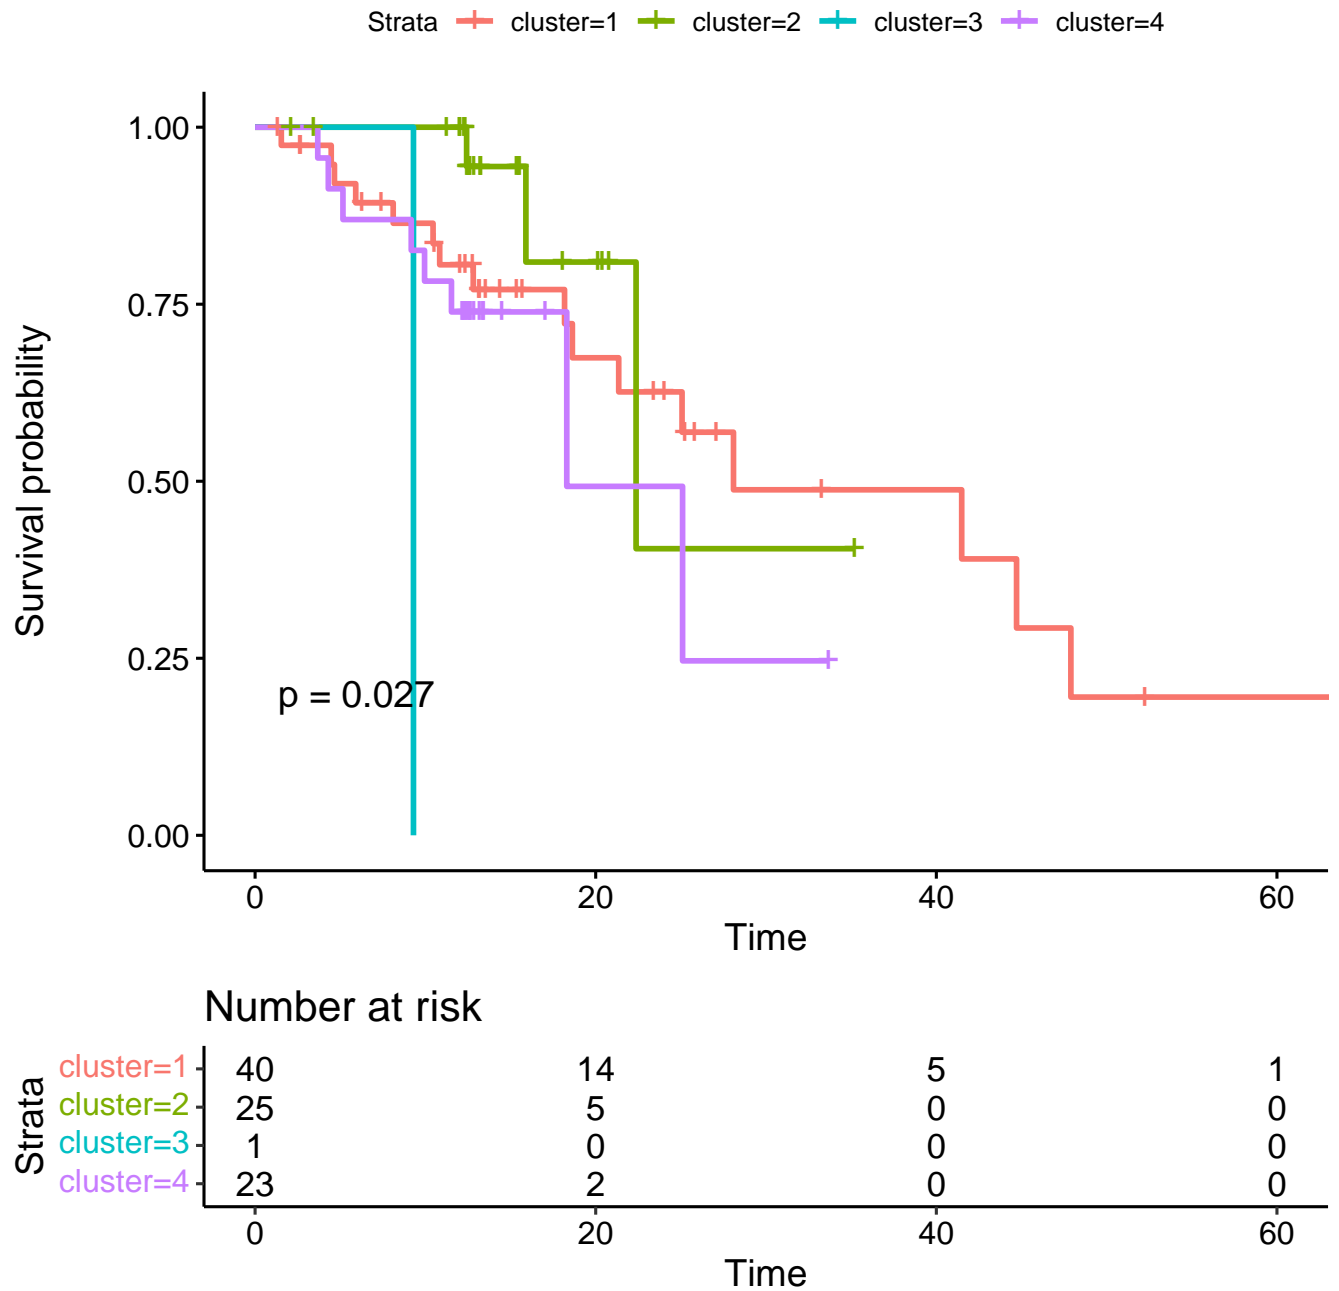 Strata cluster=1 cluster=2 cluster=3 cluster=4
Survival probability
1.00
0.75
0.50
0.25
0.00
p = 0.027
0 20 40 60
Time
Number at risk
Strata
cluster=1 40 14 5 1
cluster=2 25 5 0 0
cluster=3 1 0 0 0
cluster=4 23 2 0 0
0 20 40 60
Time